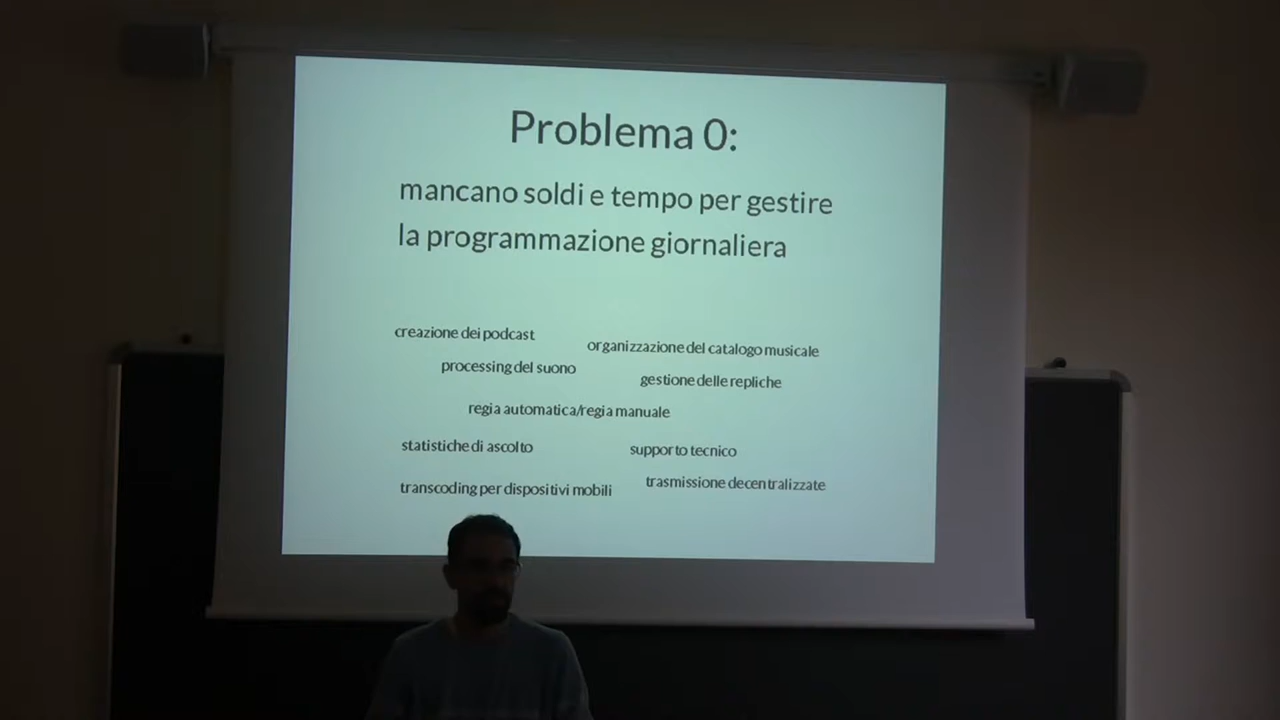 Problema 0:
mancano soldi e tempo per gestire
la programmazione giornaliera
creazione dei podcast
organizzazione del catalogo musicale
processing del suono
gestione delle repliche
regia automatica/regia manuale
statistiche di ascolto
supporto tecnico
transcoding per dispositivi mobili
trasmissione decentralizzate